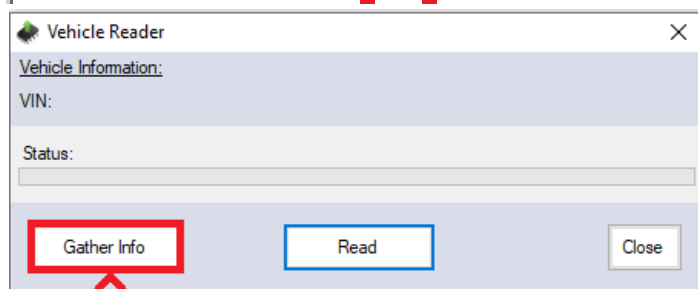 Vehicle Reader
Vehicle Information:
VIN:
Status:
Gather Info
Read
Close